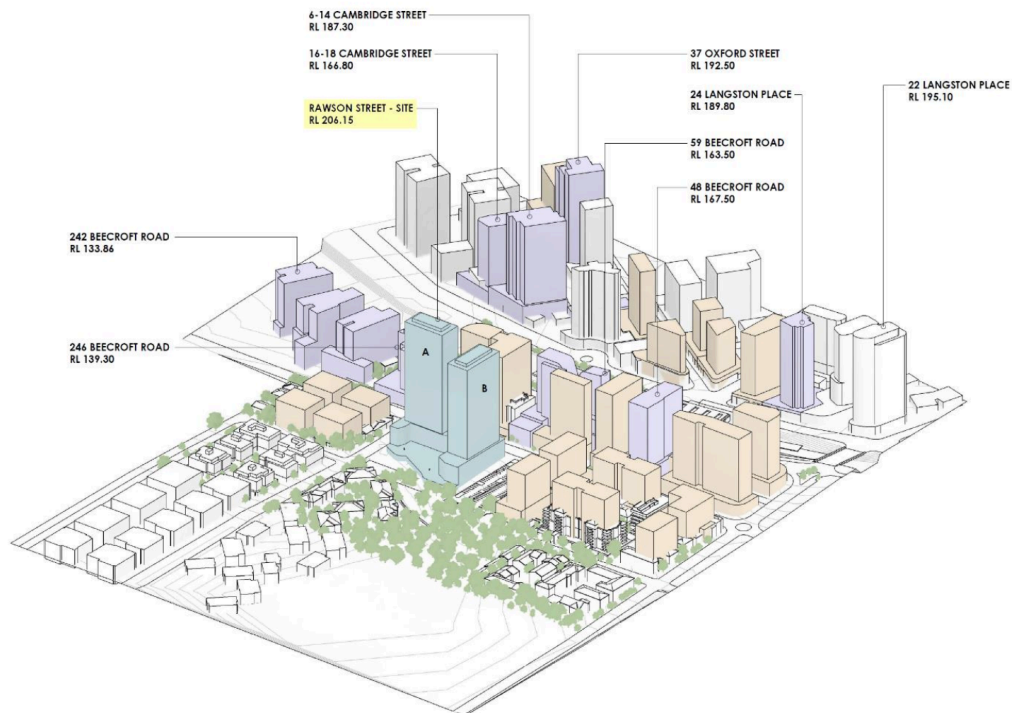 6-14 CAMBRIDGE STREET
RL 187.30
16-18 CAMBRIDGE STREET
RL 166.80
RAWSON STREET - SITE
RL 206.15
37 OXFORD STREET
RL 192.50
24 LANGSTON PLACE
RL 189.80
22 LANGSTON PLACE
RL 195.10
59 BEECROFT ROAD
RL 163.50
48 BEECROFT ROAD
RL 167.50
242 BEECROFT ROAD
RL 133.86
246 BEECROFT ROAD
RL 139.30
A
B